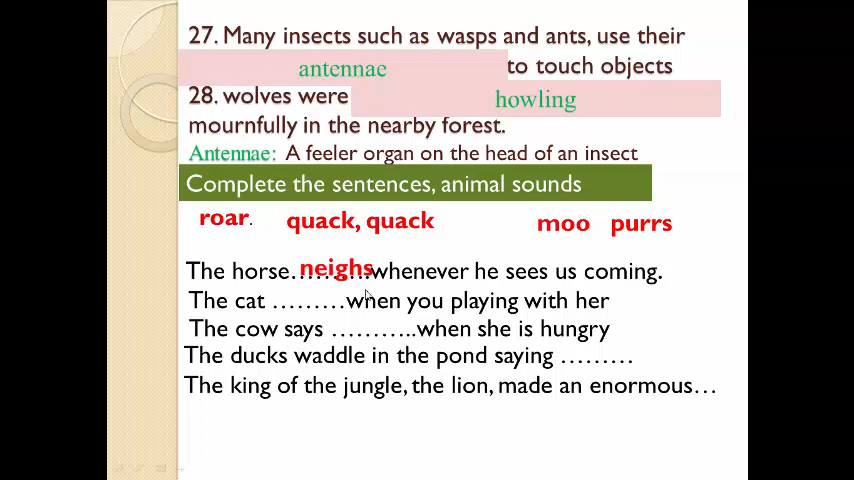 27. Many insects such as wasps and ants, use their
antennae to touch objects
28. wolves were howling
mournfully in the nearby forest.
Antennae: A feeler organ on the head of an insect
Complete the sentences, animal sounds
roar. quack, quack moo purrs
The horse……….neighs whenever he sees us coming.
The cat ………when you playing with her
The cow says ………..when she is hungry
The ducks waddle in the pond saying ………
The king of the jungle, the lion, made an enormous…